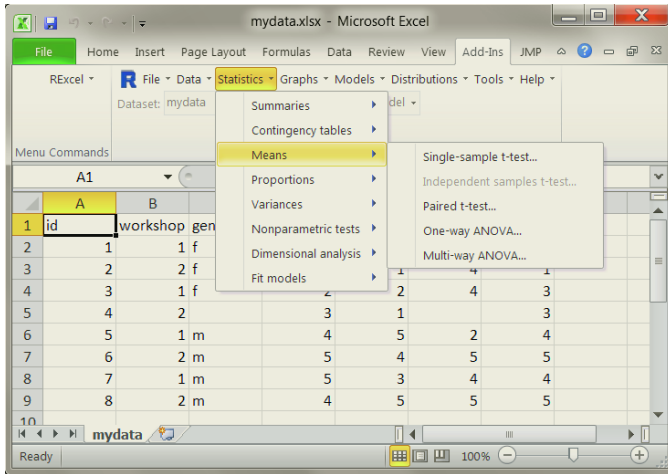 mydata.xlsx - Microsoft Excel
File Home Insert Page Layout Formulas Data Review View Add-Ins JMP
RExcel R File Data Statistics Graphs Models Distributions Tools Help
Dataset: mydata del
Summaries
Contingency tables
Menu Commands
Means
Single-sample t-test...
A1
Proportions
Independent samples t-test...
Variances
Paired t-test...
A B
Nonparametric tests
One-way ANOVA...
1 id workshop gen
Dimensional analysis
Multi-way ANOVA...
2 1 1 f
Fit models
3 2 2 f 1 4 1
4 3 1 f 2 2 4 3
5 4 2 3 1 3
6 5 1 m 4 5 2 4
7 6 2 m 5 4 5 5
8 7 1 m 5 3 4 4
9 8 2 m 4 5 5 5
10
mydata
Ready 100%